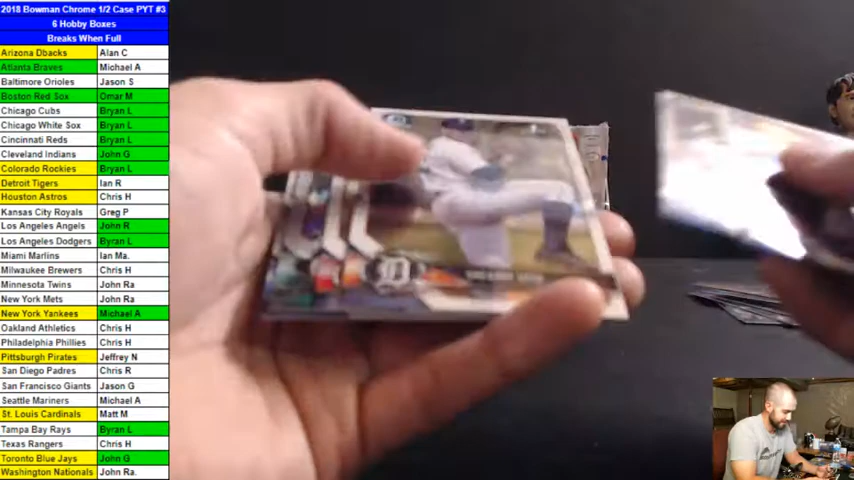 2018 Bowman Chrome 1/2 Case PYT #3
6 Hobby Boxes
Breaks When Full
Arizona Dbacks Alan C
Atlanta Braves Michael A
Baltimore Orioles Jason S
Boston Red Sox Omar M
Chicago Cubs Bryan L
Chicago White Sox Bryan L
Cincinnati Reds Bryan L
Cleveland Indians John G
Colorado Rockies Bryan L
Detroit Tigers Ian R
Houston Astros Chris H
Kansas City Royals Greg P
Los Angeles Angels John R
Los Angeles Dodgers Byran L
Miami Marlins Ian Ma.
Milwaukee Brewers Chris H
Minnesota Twins John Ra
New York Mets John Ra
New York Yankees Michael A
Oakland Athletics Chris H
Philadelphia Phillies Chris H
Pittsburgh Pirates Jeffrey N
San Diego Padres Chris R
San Francisco Giants Jason G
Seattle Mariners Michael A
St. Louis Cardinals Matt M
Tampa Bay Rays Byran L
Texas Rangers Chris H
Toronto Blue Jays John G
Washington Nationals John Ra.